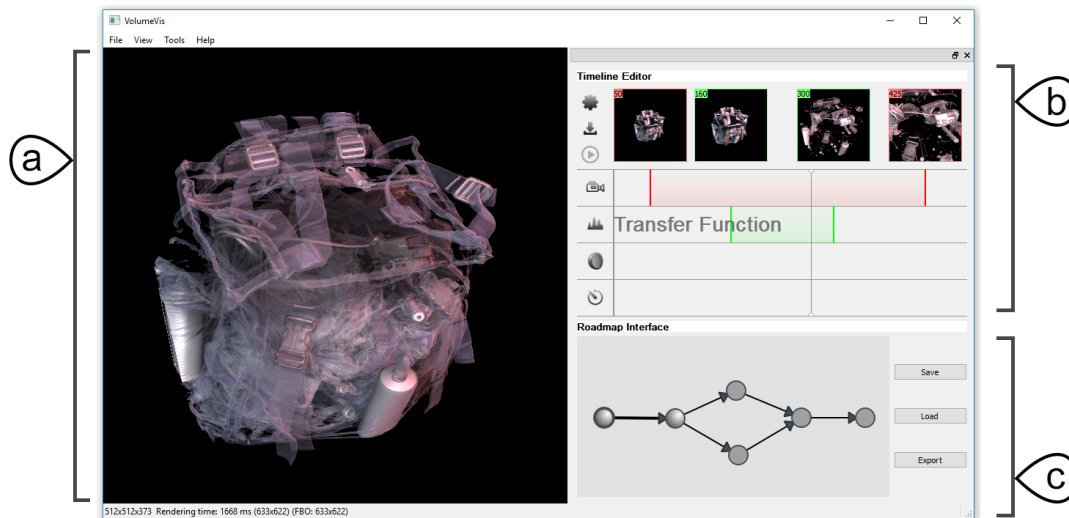 VolumeVis
File View Tools Help
a
Timeline Editor
50 160 300 425
b
Transfer Function
Roadmap Interface
Save
Load
Export
c
512x512x373 Rendering time: 1668 ms (633x622) (FBO: 633x622)